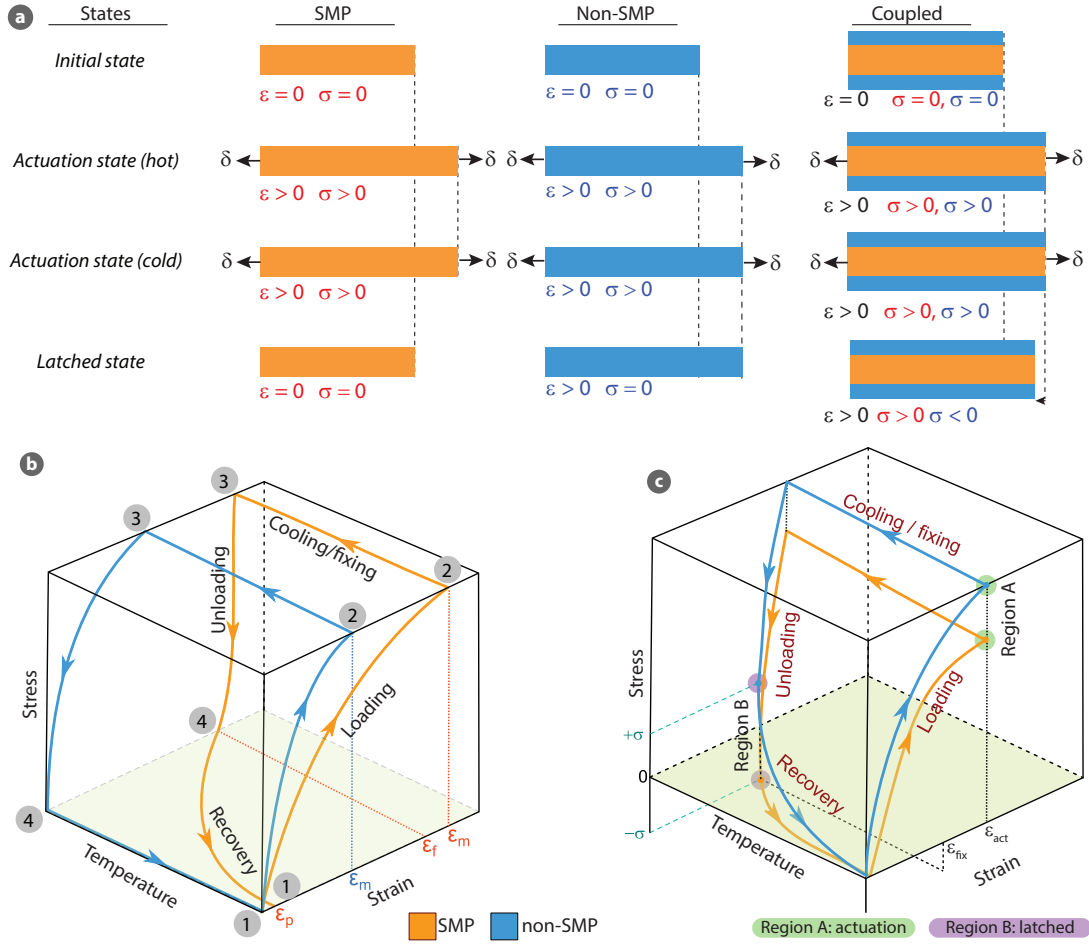 a
States
SMP
Non-SMP
Coupled
Initial state
ε = 0 σ = 0
ε = 0 σ = 0
ε = 0 σ = 0, σ = 0
Actuation state (hot)
δ
δ
δ
δ
δ
δ
ε > 0 σ > 0
ε > 0 σ > 0
ε > 0 σ > 0, σ > 0
Actuation state (cold)
δ
δ
δ
δ
δ
δ
ε > 0 σ > 0
ε > 0 σ > 0
ε > 0 σ > 0, σ > 0
Latched state
ε = 0 σ = 0
ε > 0 σ = 0
ε > 0 σ > 0 σ < 0
b
3
3
Cooling/fixing
Unloading
2
2
Stress
Loading
4
4
Recovery
Temperature
1
1
εp
εm
εf
εm
Strain
SMP
non-SMP
c
Cooling / fixing
Region A
Stress
Unloading
Loading
+σ
Region B
0
Recovery
−σ
Temperature
εact
εfix
Strain
Region A: actuation
Region B: latched